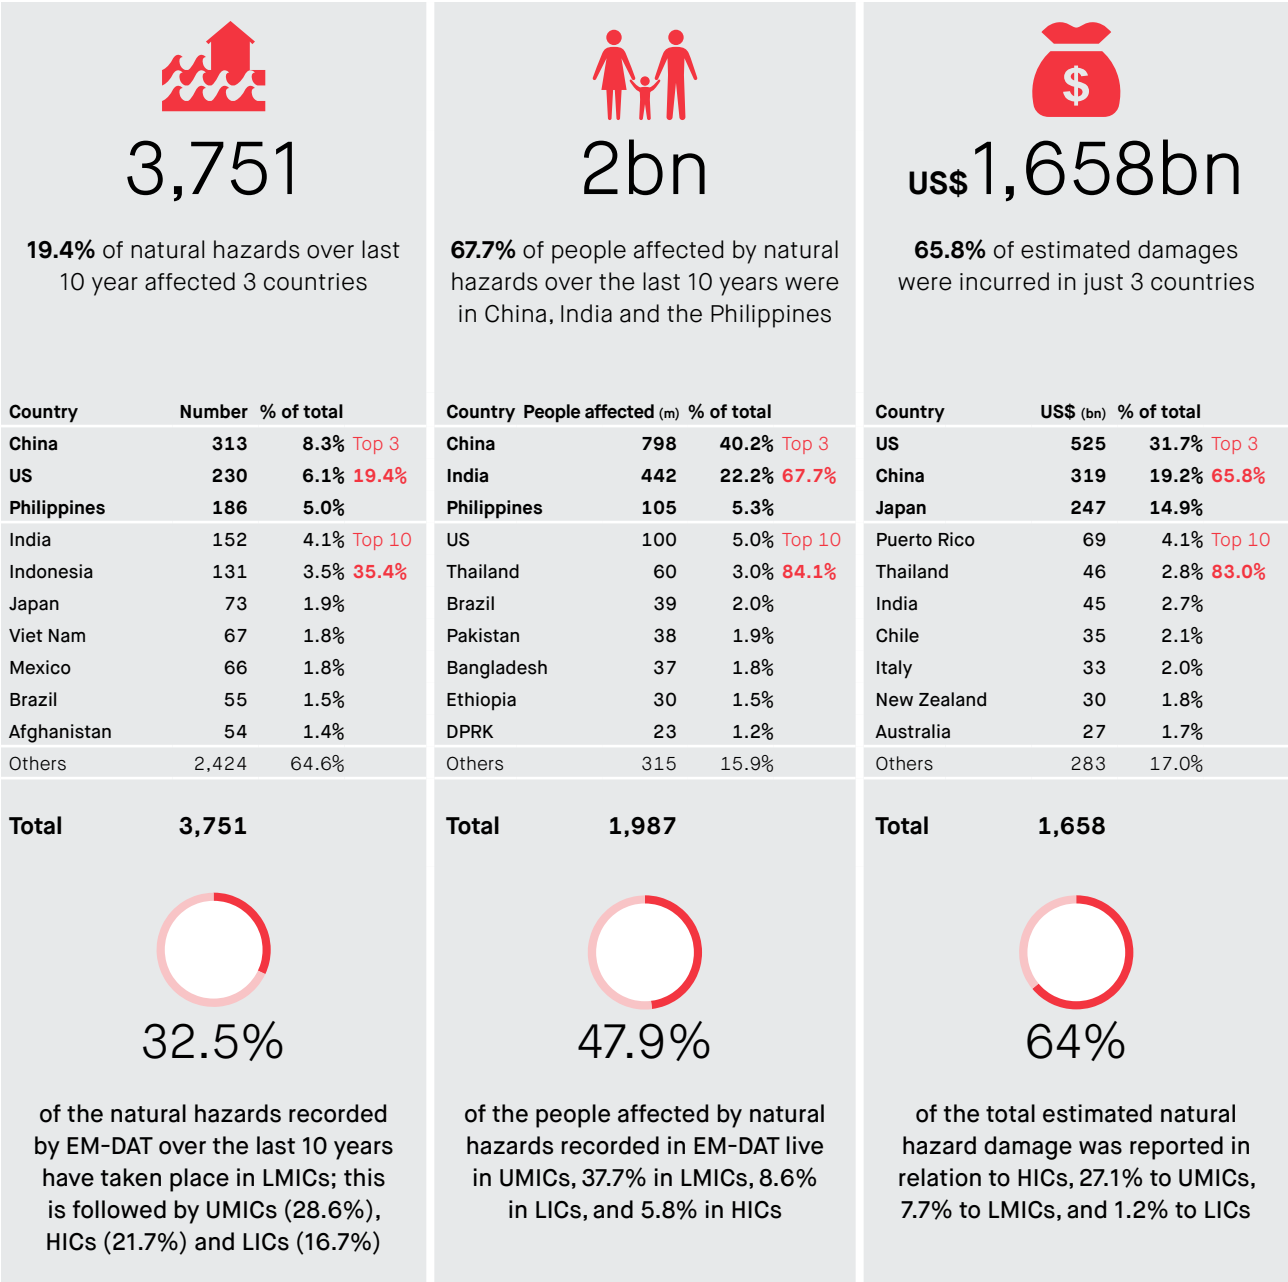 3,751
19.4% of natural hazards over last
10 year affected 3 countries
Country Number % of total
China 313 8.3% Top 3
US 230 6.1% 19.4%
Philippines 186 5.0%
India 152 4.1% Top 10
Indonesia 131 3.5% 35.4%
Japan 73 1.9%
Viet Nam 67 1.8%
Mexico 66 1.8%
Brazil 55 1.5%
Afghanistan 54 1.4%
Others 2,424 64.6%
Total 3,751
32.5%
of the natural hazards recorded
by EM-DAT over the last 10 years
have taken place in LMICs; this
is followed by UMICs (28.6%),
HICs (21.7%) and LICs (16.7%)
2bn
67.7% of people affected by natural
hazards over the last 10 years were
in China, India and the Philippines
Country People affected (m) % of total
China 798 40.2% Top 3
India 442 22.2% 67.7%
Philippines 105 5.3%
US 100 5.0% Top 10
Thailand 60 3.0% 84.1%
Brazil 39 2.0%
Pakistan 38 1.9%
Bangladesh 37 1.8%
Ethiopia 30 1.5%
DPRK 23 1.2%
Others 315 15.9%
Total 1,987
47.9%
of the people affected by natural
hazards recorded in EM-DAT live
in UMICs, 37.7% in LMICs, 8.6%
in LICs, and 5.8% in HICs
$
US$1,658bn
65.8% of estimated damages
were incurred in just 3 countries
Country US$ (bn) % of total
US 525 31.7% Top 3
China 319 19.2% 65.8%
Japan 247 14.9%
Puerto Rico 69 4.1% Top 10
Thailand 46 2.8% 83.0%
India 45 2.7%
Chile 35 2.1%
Italy 33 2.0%
New Zealand 30 1.8%
Australia 27 1.7%
Others 283 17.0%
Total 1,658
64%
of the total estimated natural
hazard damage was reported in
relation to HICs, 27.1% to UMICs,
7.7% to LMICs, and 1.2% to LICs